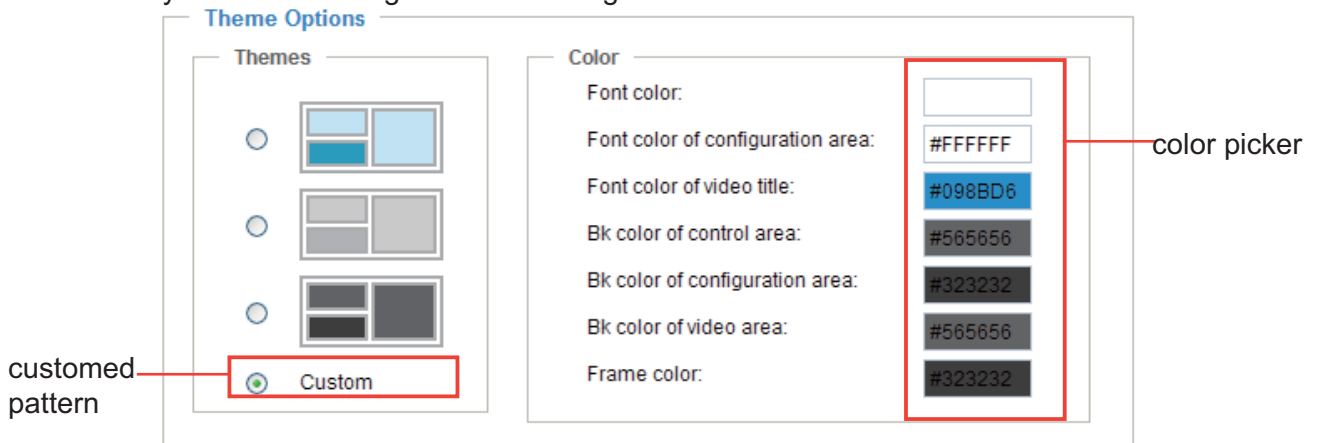 Theme Options
Themes
Color
Font color:
Font color of configuration area:
#FFFFFF
Font color of video title:
#098BD6
Bk color of control area:
#565656
Bk color of configuration area:
#323232
Bk color of video area:
#565656
Frame color:
#323232
color picker
customed
pattern
Custom